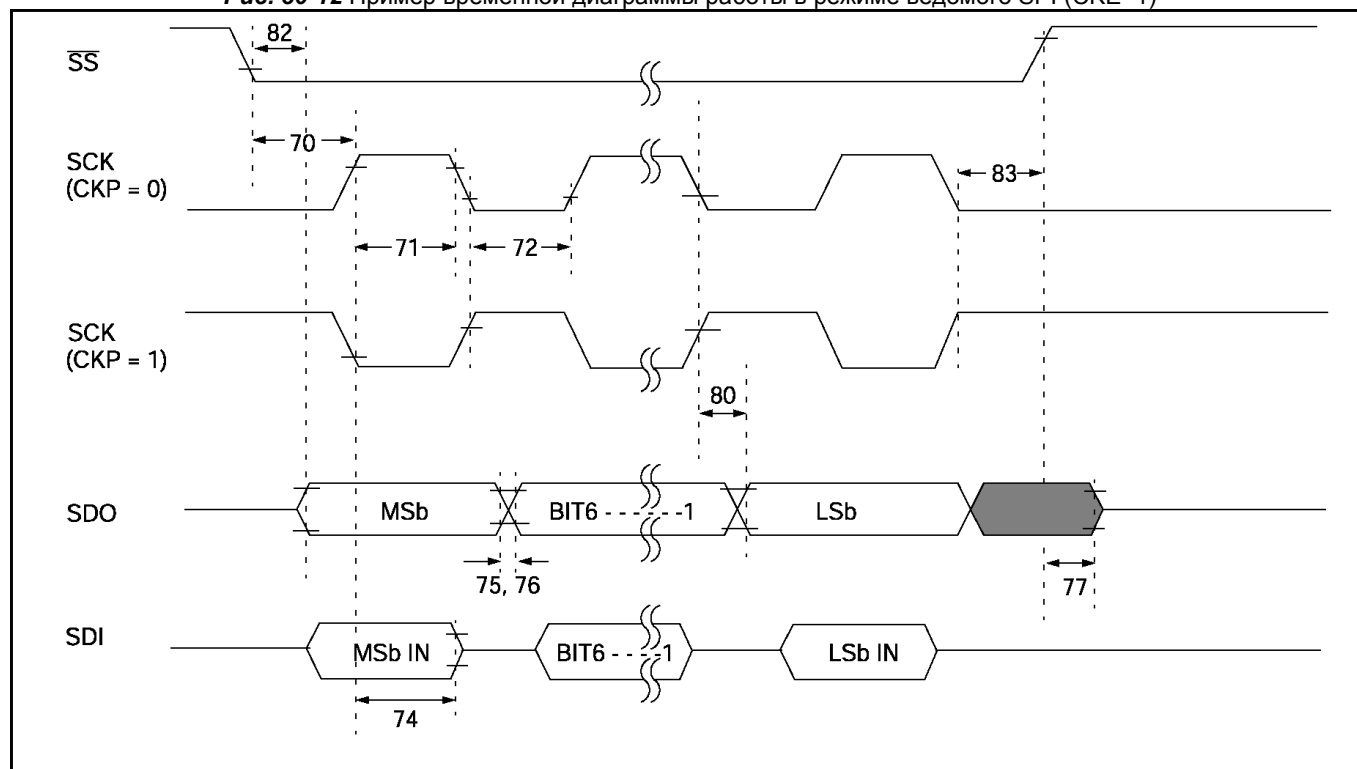 Пример временной диаграммы работы в режиме ведомого SPI (CKE=1)
82
SS
70
SCK
(CKP = 0)
83
71
72
SCK
(CKP = 1)
80
SDO
MSb
BIT6 - - - - - -1
LSb
75, 76
77
SDI
MSb IN
BIT6 - - - -1
LSb IN
74